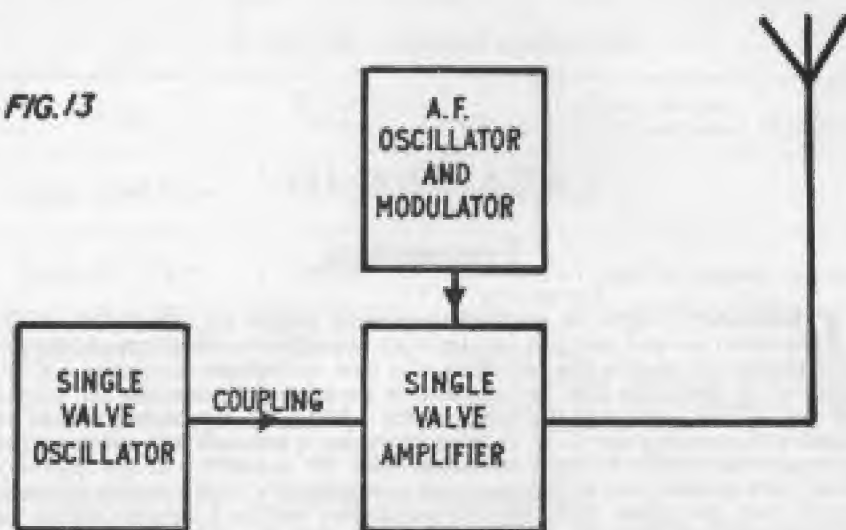 FIG. 13
A.F.
OSCILLATOR
AND
MODULATOR
SINGLE
VALVE
OSCILLATOR
COUPLING
SINGLE
VALVE
AMPLIFIER